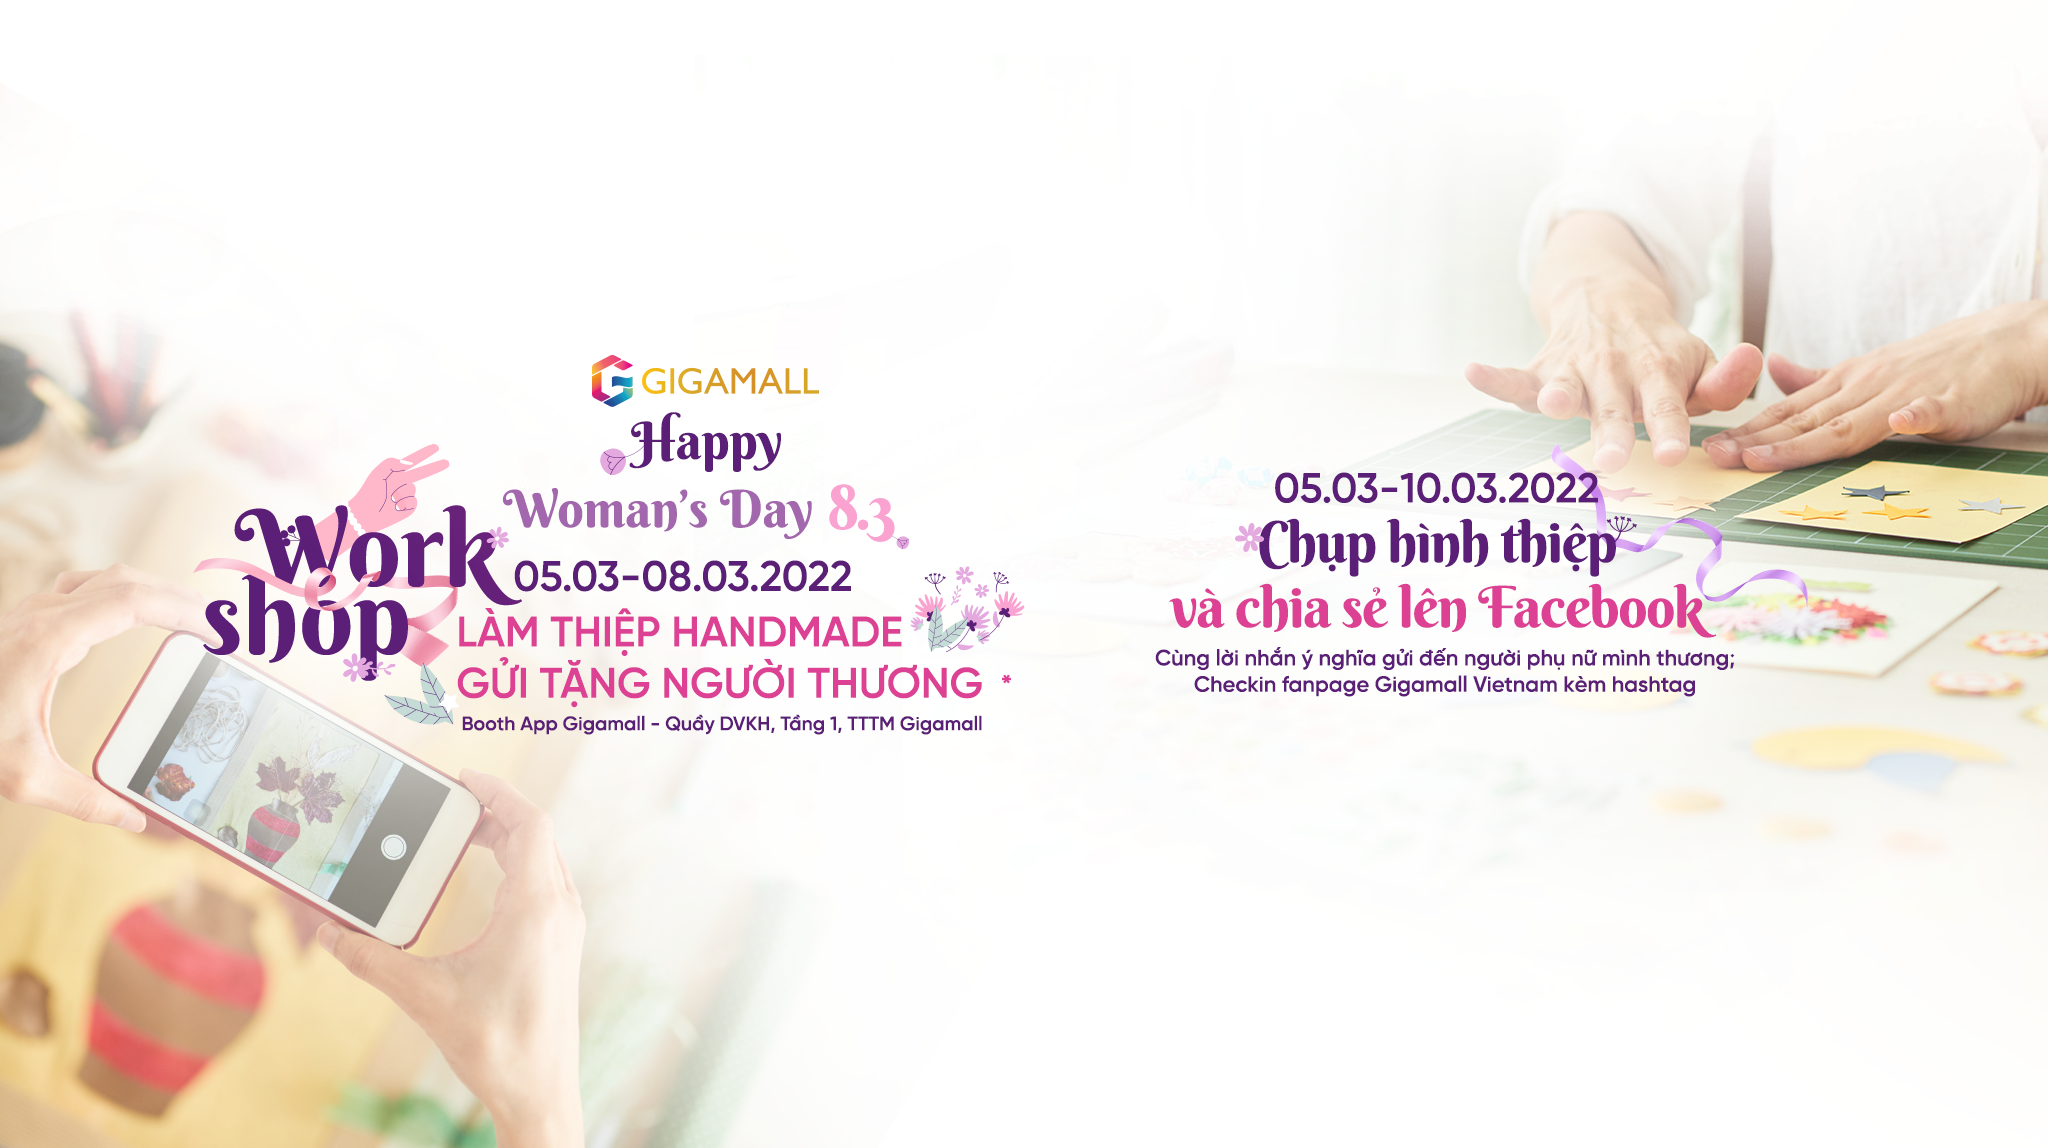 GIGAMALL
Happy
Woman's Day 8.3
Work
shop
05.03-08.03.2022
LÀM THIỆP HANDMADE
GỬI TẶNG NGƯỜI THƯƠNG *
Booth App Gigamall - Quầy DVKH, Tầng 1, TTTM Gigamall
05.03-10.03.2022
Chụp hình thiệp
và chia sẻ lên Facebook
Cùng lời nhắn ý nghĩa gửi đến người phụ nữ mình thương;
Checkin fanpage Gigamall Vietnam kèm hashtag